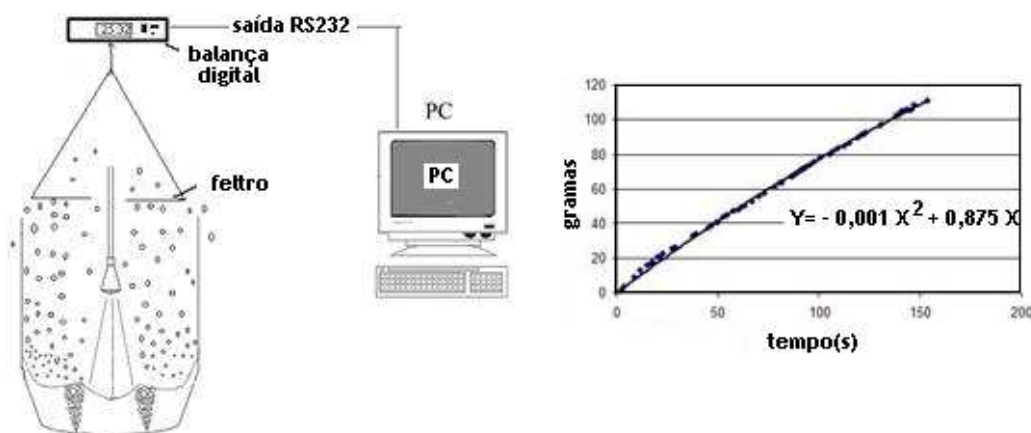 saída RS232
balança
digital
PC
PC
feltro
gramas
120
100
80
60
40
20
0
Y= - 0,001 X² + 0,875 X
0
50
100
150
200
tempo(s)